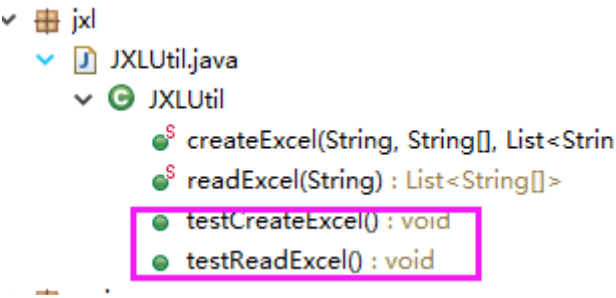 jxl
JXLUtil.java
JXLUtil
createExcel(String, String[], List<Strin
readExcel(String) : List<String[]>
testCreateExcel() : void
testReadExcel() : void